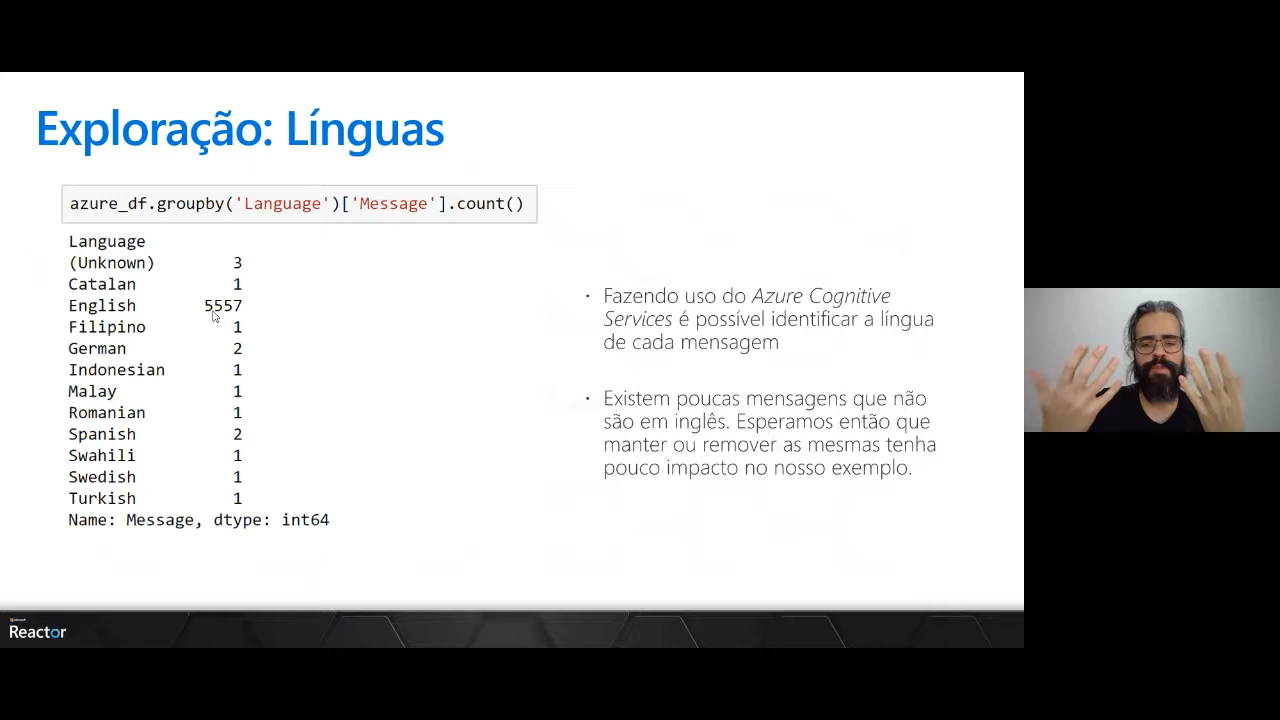 Exploração: Línguas
azure_df.groupby('Language')['Message'].count()
Language
(Unknown) 3
Catalan 1
English 5557
Filipino 1
German 2
Indonesian 1
Malay 1
Romanian 1
Spanish 2
Swahili 1
Swedish 1
Turkish 1
Name: Message, dtype: int64
· Fazendo uso do Azure Cognitive
Services é possível identificar a língua
de cada mensagem
· Existem poucas mensagens que não
são em inglês. Esperamos então que
manter ou remover as mesmas tenha
pouco impacto no nosso exemplo.
Reactor